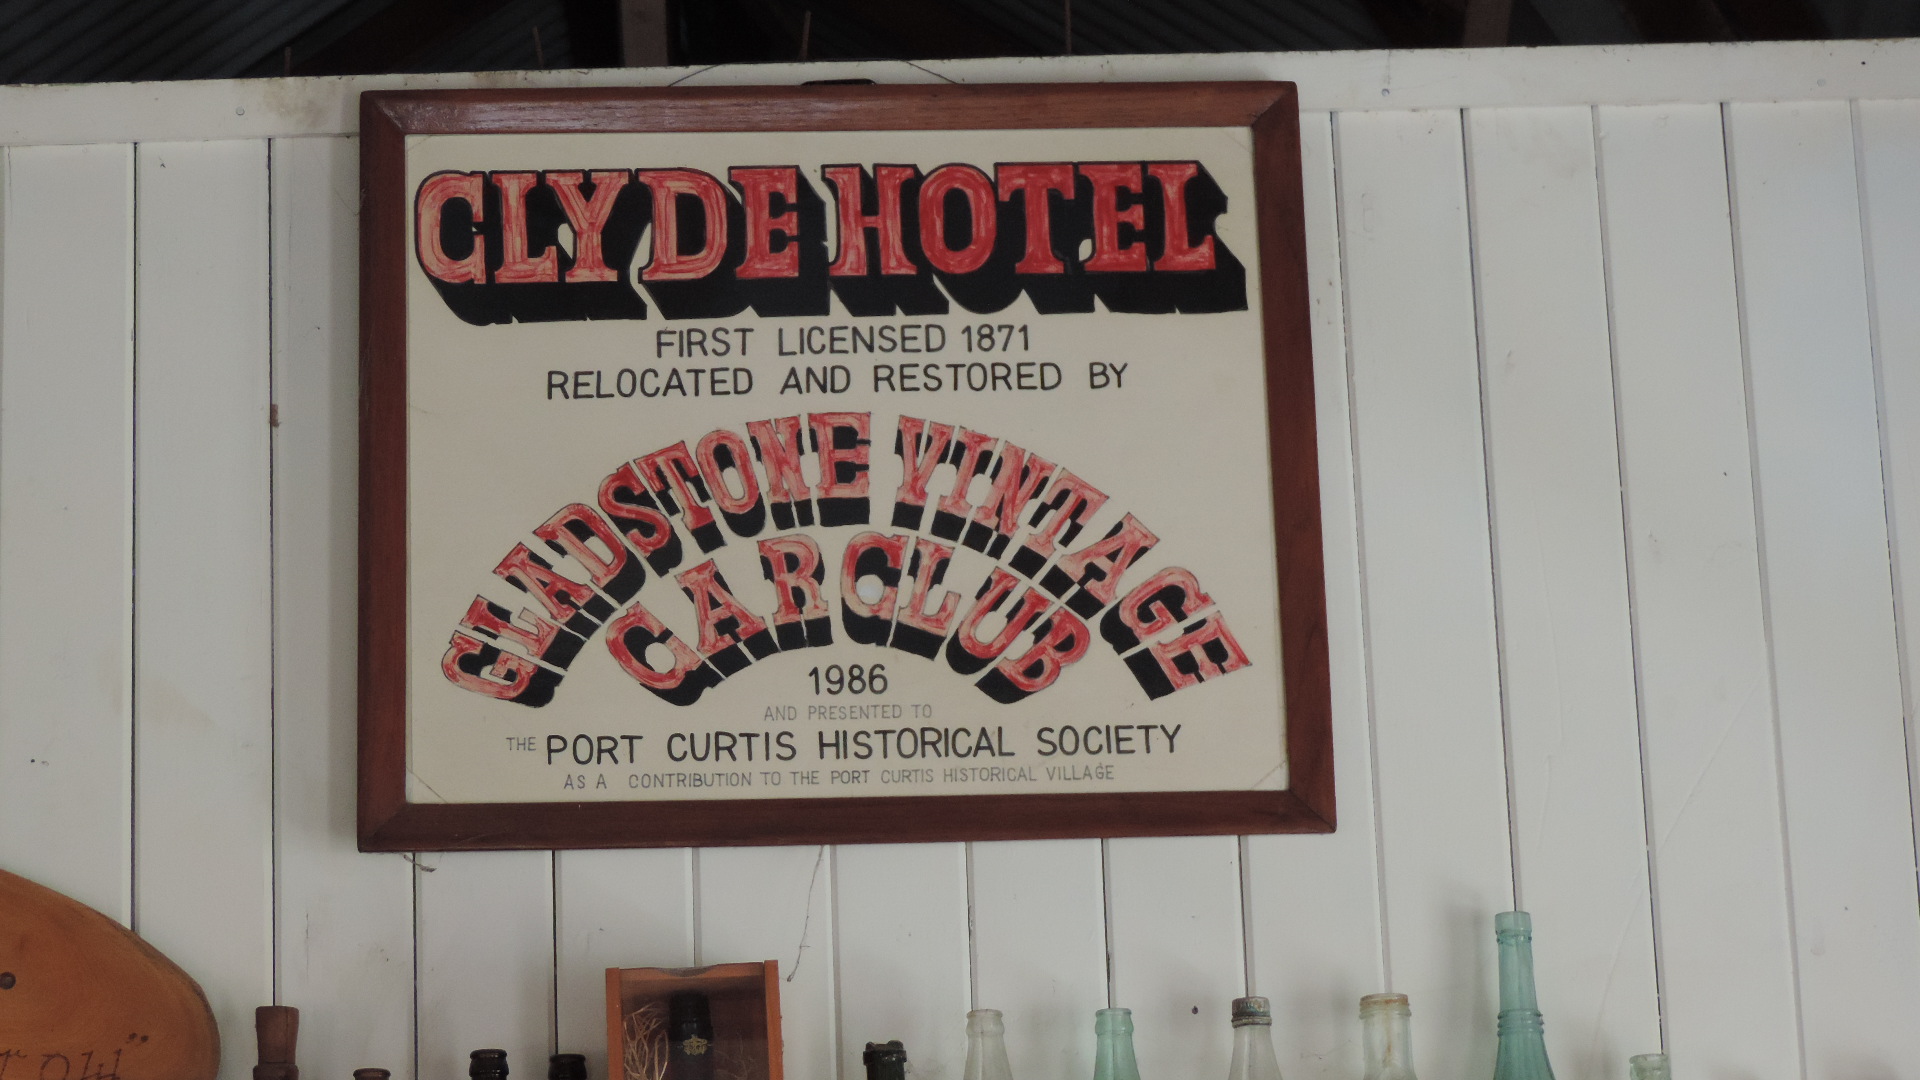 CLYDE HOTEL
FIRST LICENSED 1871
RELOCATED AND RESTORED BY
GLADSTONE VINTAGE
CAR CLUB
1986
AND PRESENTED TO
THE PORT CURTIS HISTORICAL SOCIETY
AS A CONTRIBUTION TO THE PORT CURTIS HISTORICAL VILLAGE